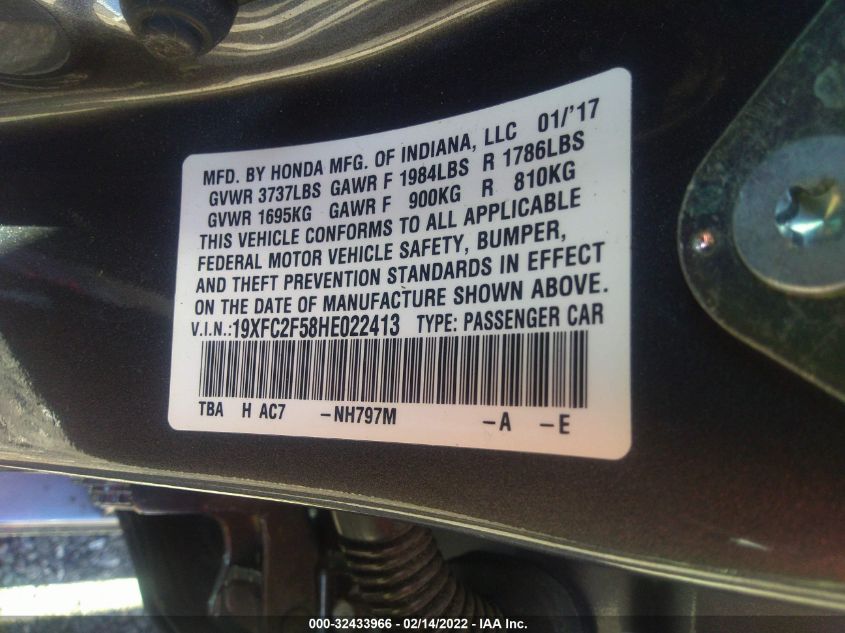 MFD. BY HONDA MFG. OF INDIANA, LLC 01/'17
GVWR 3737LBS GAWR F 1984LBS R 1786LBS
GVWR 1695KG GAWR F 900KG R 810KG
THIS VEHICLE CONFORMS TO ALL APPLICABLE
FEDERAL MOTOR VEHICLE SAFETY, BUMPER,
AND THEFT PREVENTION STANDARDS IN EFFECT
ON THE DATE OF MANUFACTURE SHOWN ABOVE.
V.I.N.:19XFC2F58HE022413 TYPE: PASSENGER CAR
TBA H AC7 -NH797M -A -E
000-32433966 - 02/14/2022 - IAA Inc.